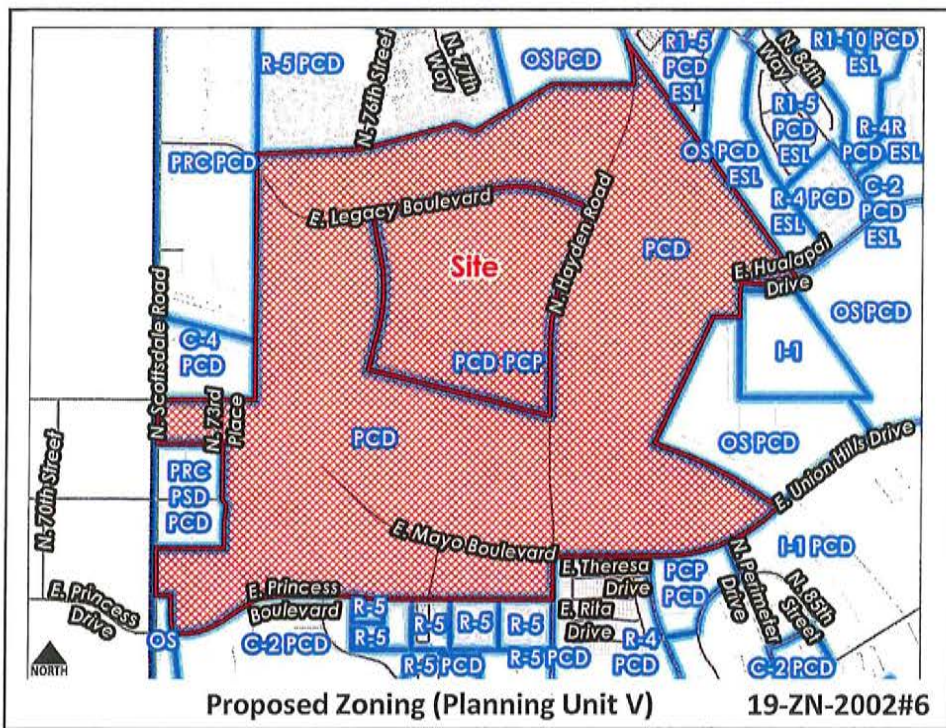 N. 76th Street
N. 77th
Way
OS PCD
R1-5
PCD
ESL
N. 84th
Way
R1-10 PCD
ESL
R-5 PCD
R1-5
PCD
ESL
R-4R
PCD ESL
PRC PCD
OS PCD
ESL
R-4 PCD
ESL
C-2
PCD
ESL
E. Legacy Boulevard
N. Hayden Road
PCD
Site
E. Hualapai
Drive
OS PCD
N. Scottsdale Road
C-4
PCD
I-1
PCD PCP
N. 73rd
Place
PCD
OS PCD
N. 70th Street
PRC
PSD
PCD
E. Union Hills Drive
E. Mayo Boulevard
I-1 PCD
E. Princess
Drive
E. Princess
Boulevard
E. Theresa
Drive
PCP
PCD
N. Perimeter
Drive
N. 85th
Street
E. Rita
Drive
OS
C-2 PCD
R-5
R-5
R-5
R-5
R-5
R-4
PCD
R-5 PCD
R-5 PCD
C-2 PCD
NORTH
Proposed Zoning (Planning Unit V)
19-ZN-2002#6